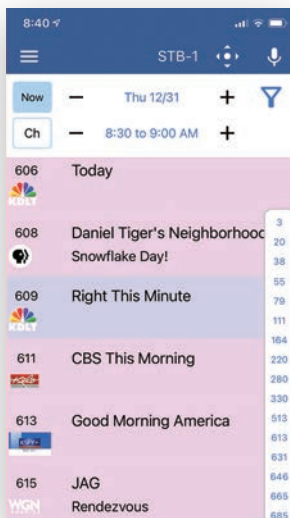 8:40
STB-1
Now
− Thu 12/31 +
Ch
− 8:30 to 9:00 AM +
606 Today
KDLT
608 Daniel Tiger's Neighborhooc
Snowflake Day!
609 Right This Minute
KDLT
611 CBS This Morning
613 Good Morning America
615 JAG
WGN Rendezvous
3
20
38
55
79
111
164
220
280
330
513
613
631
646
665
685